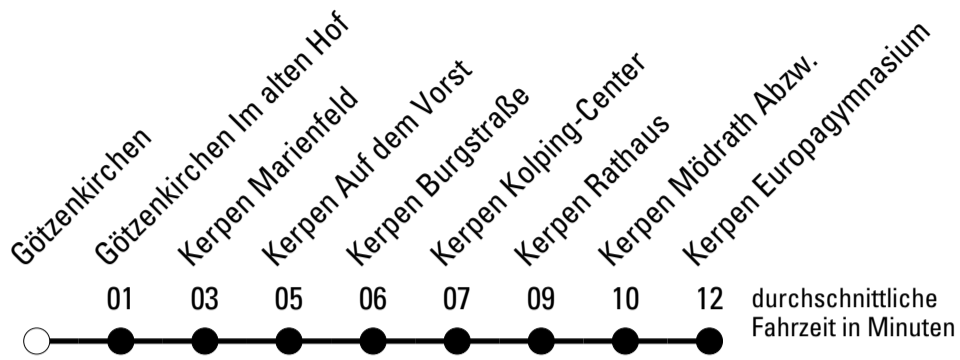 Götzenkirchen
Götzenkirchen Im alten Hof
Kerpen Marienfeld
Kerpen Auf dem Vorst
Kerpen Burgstraße
Kerpen Kolping-Center
Kerpen Rathaus
Kerpen Mödrath Abzw.
Kerpen Europagymnasium
01 03 05 06 07 09 10 12
durchschnittliche
Fahrzeit in Minuten